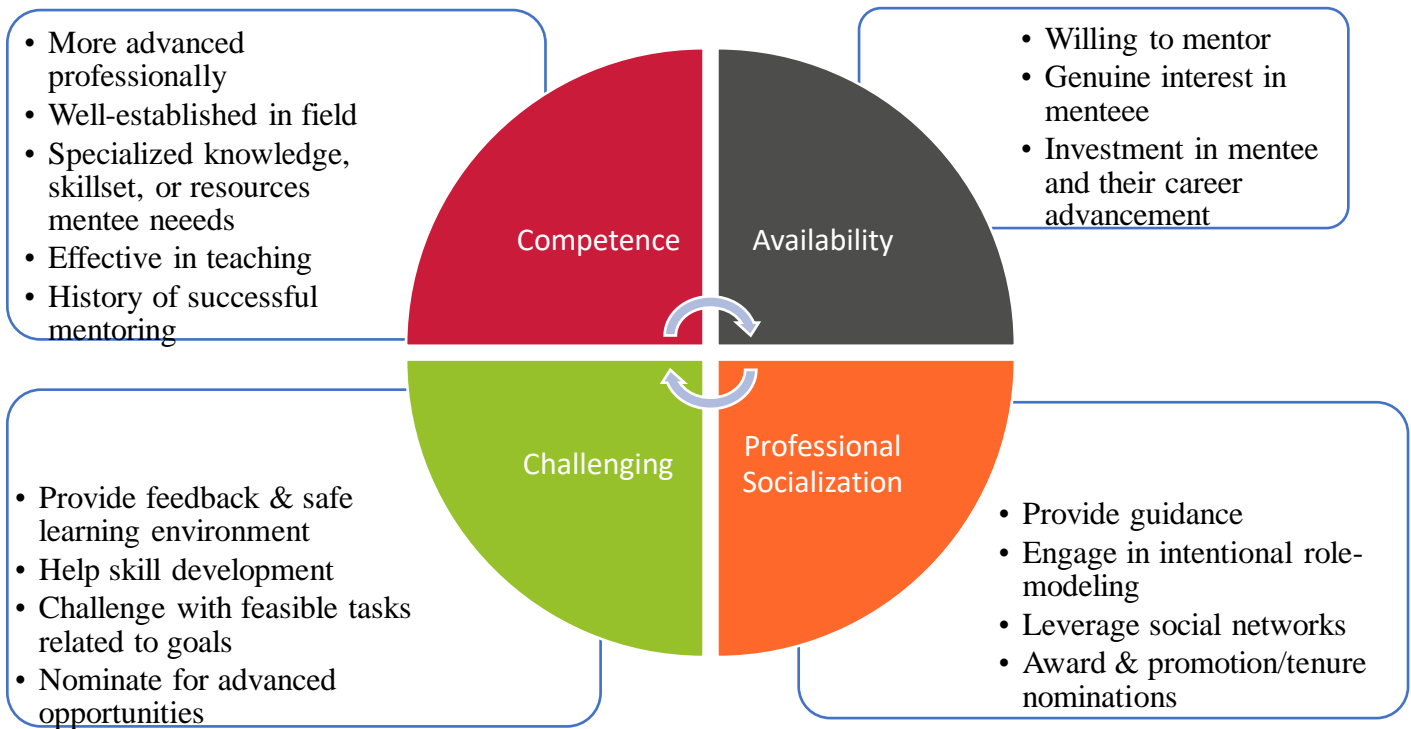 • More advanced
professionally
• Well-established in field
• Specialized knowledge,
skillset, or resources
mentee neeeds
• Effective in teaching
• History of successful
mentoring
Competence
Availability
• Willing to mentor
• Genuine interest in
menteee
• Investment in mentee
and their career
advancement
• Provide feedback & safe
learning environment
• Help skill development
• Challenge with feasible tasks
related to goals
• Nominate for advanced
opportunities
Challenging
Professional
Socialization
• Provide guidance
• Engage in intentional role-
modeling
• Leverage social networks
• Award & promotion/tenure
nominations